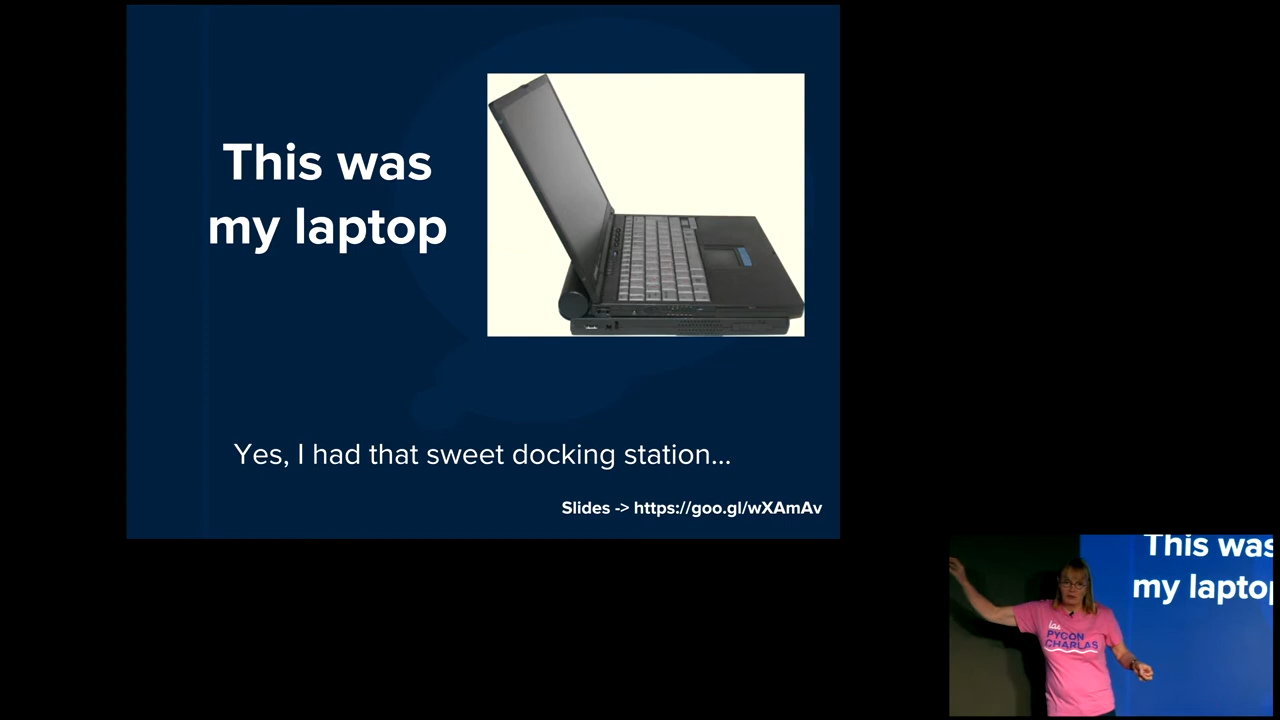 This was
my laptop
Yes, I had that sweet docking station...
Slides -> https://goo.gl/wXAmAv
This was
my laptop
las
PYCON
CHARLAS